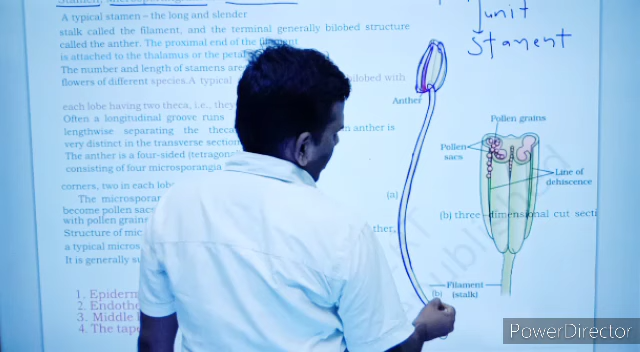 Stamen, Microsporangium
A typical stamen – the long and slender
stalk called the filament, and the terminal generally bilobed structure
called the anther. The proximal end of the filament
is attached to the thalamus or the petal
The number and length of stamens are
flowers of different species. A typical bilobed with
each lobe having two theca, i.e., they
Often a longitudinal groove runs
lengthwise separating the theca anther is
very distinct in the transverse section
The anther is a four-sided (tetragonal
consisting of four microsporangia
corners, two in each lobe
The microsporan
become pollen sacs
with pollen grains
Structure of mic ther,
a typical micros
It is generally su
1. Epiderm
2. Endothe
3. Middle l
4. The tape
unit
Stament
Anther
(a)
Pollen grains
Pollen
sacs
Line of
dehiscence
(b) three-dimensional cut secti
Filament
(stalk)
(b)
PowerDirector